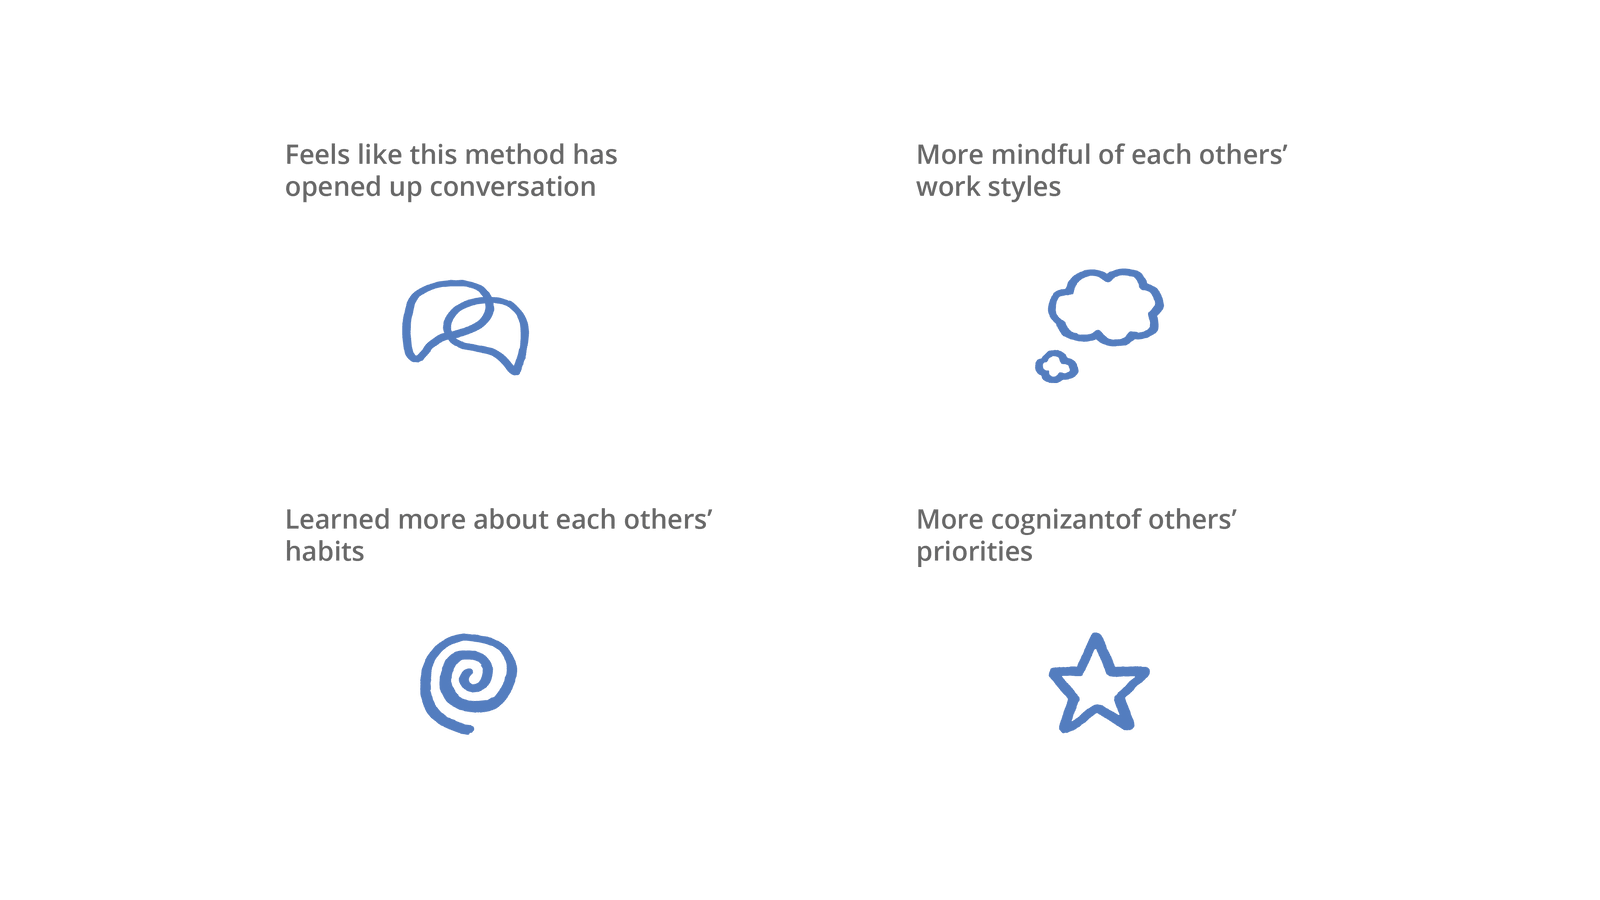 Feels like this method has
opened up conversation
More mindful of each others’
work styles
Learned more about each others’
habits
More cognizantof others’
priorities